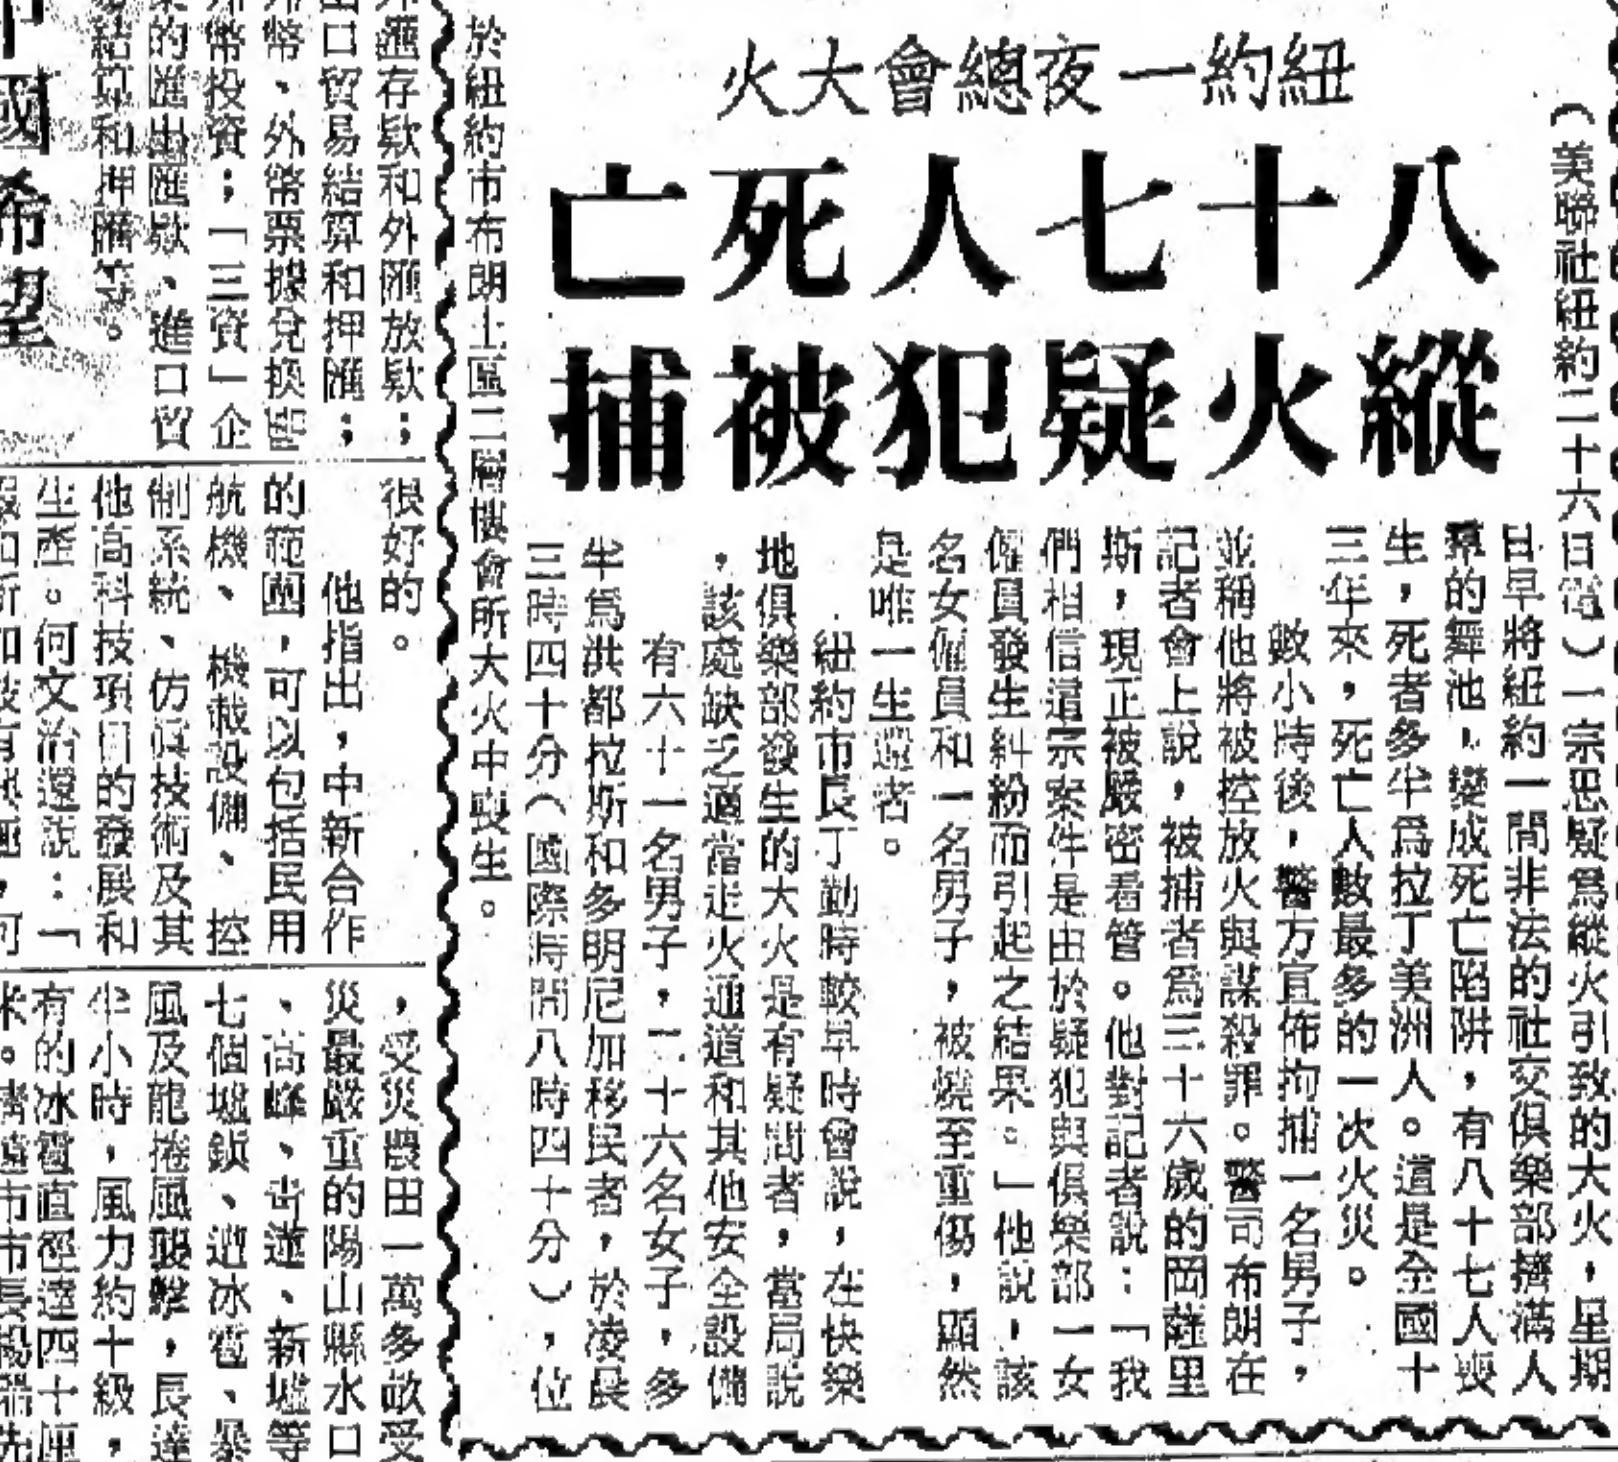 紐約一夜總會大火
八十七人死亡
縱火疑犯被捕
（美聯社紐約二十六日電）一宗思疑爲縱火引致的大火，星期
日早將紐約一間非法的社交俱樂部擠滿人
羣的舞池，變成死亡陷阱，有八十七人喪
生，死者多半爲拉丁美洲人。這是全國十
三年來，死亡人數最多的一次火災。
數小時後，警方宣佈拘捕一名男子，
並稱他將被控放火與謀殺罪。警司布朗在
記者會上說，被捕者爲三十六歲的岡薩里
斯，現正被嚴密看管。他對記者說：「我
們相信這宗案件是由於疑犯與俱樂部一女
僱員發生糾紛而引起之結果。」他說，該
名女僱員和一名男子，被燒至重傷，顯然
是唯一生還者。
紐約市長丁勤時較早時會說，在快樂
地俱樂部發生的大火是有疑問者，當局說
，該處缺乏適當走火通道和其他安全設備
有六十一名男子，二十六名女子，多
半爲洪都拉斯和多明尼加移民者，於凌晨
三時四十分（國際時間八時四十分），位
於紐約市布朗士區二層樓會所大火中喪生。
匯存欵和外匯放欵；
口貿易結算和押匯；
幣、外幣票據兌換
幣投資；「三資」企
的匯出匯欵、進口貿
結算和押匯等。
中國希望
很好的。
他指出，中新合作
的範圍，可以包括民用
航機、機載設備、控
制系統、仿眞技術及其
他高科技項目的發展和
生產。何文治還說：「
，受災農田一萬多畝受
災最嚴重的陽山縣水口
、高峰、岢道、新墟等
七個墟鎮、遭冰雹、暴
風及龍捲風襲擊，長達
半小時，風力約十級，
有的冰雹直徑達四十厘
米。